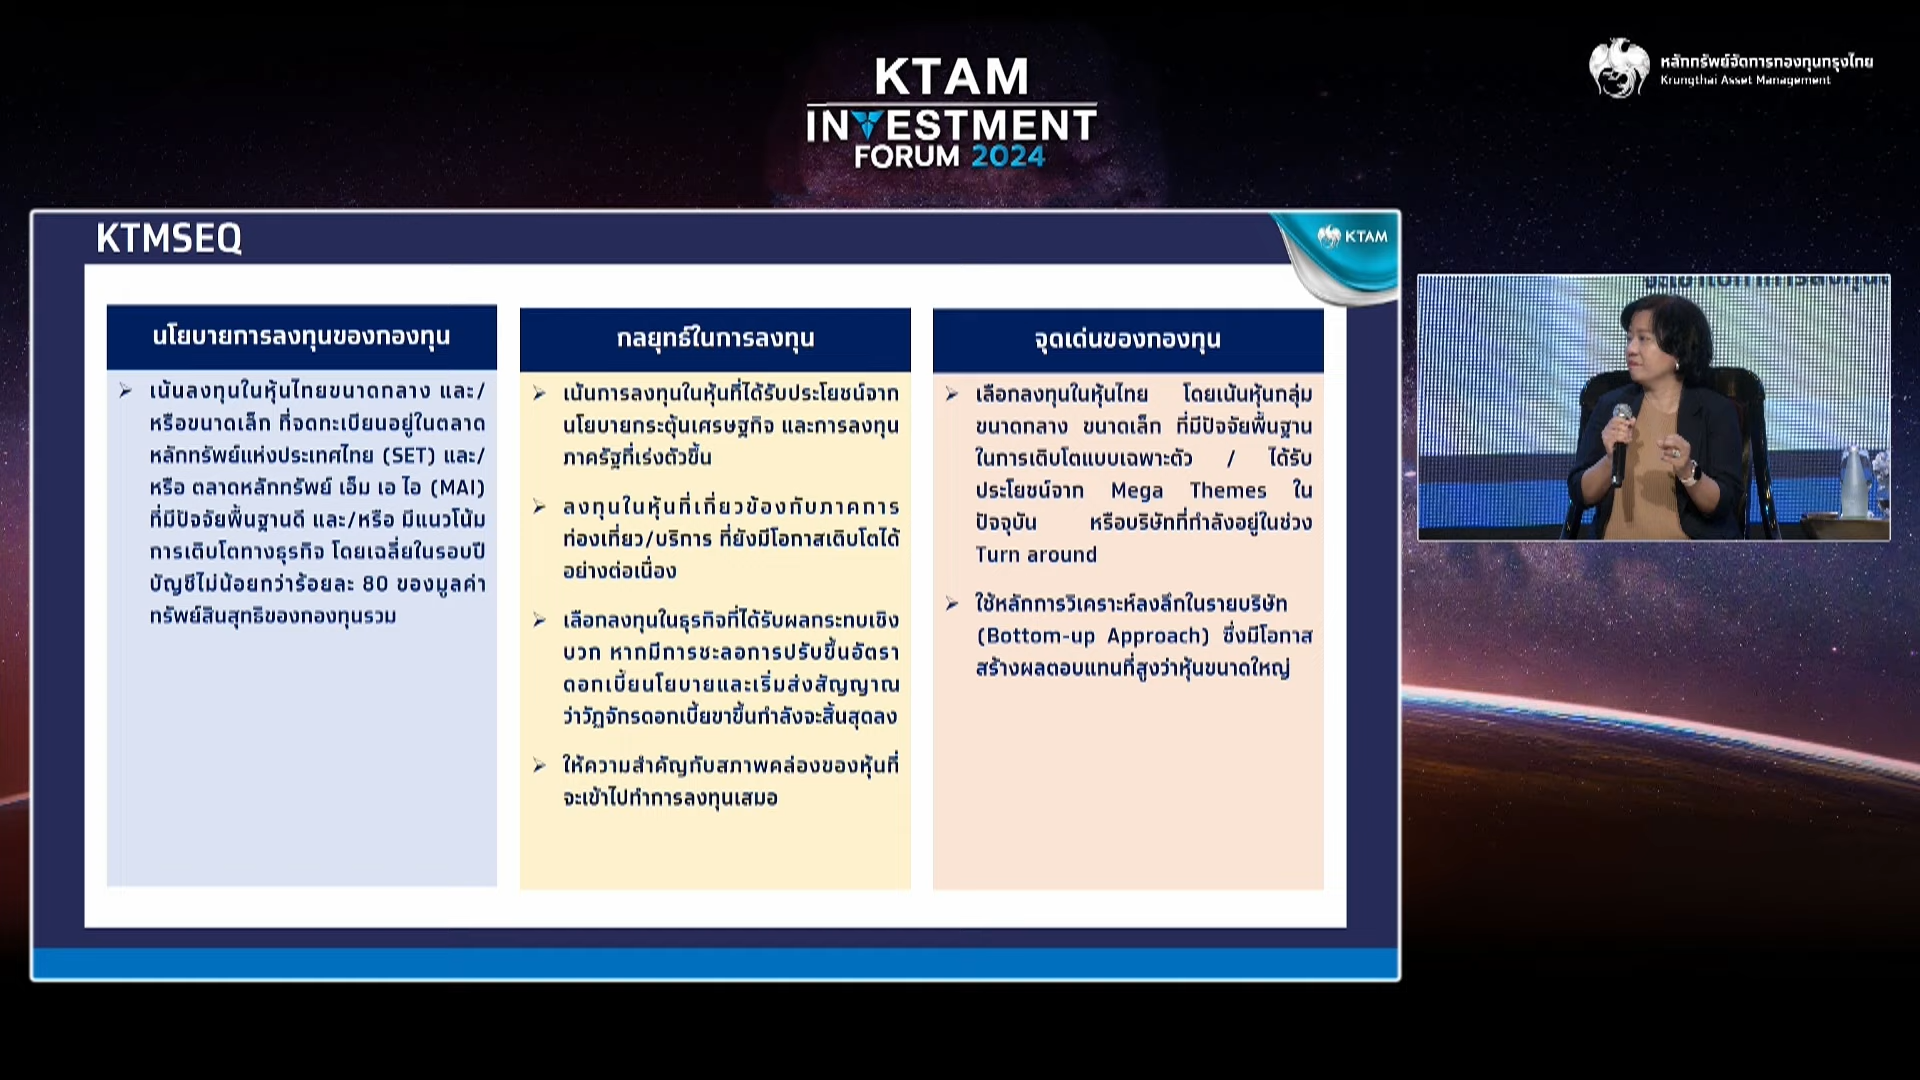 KTAM
INVESTMENT
FORUM 2024
หลักทรัพย์จัดการกองทุนกรุงไทย
Krungthai Asset Management
KTMSEQ
KTAM
นโยบายการลงทุนของกองทุน
➢ เน้นลงทุนในหุ้นไทยขนาดกลาง และ/
หรือขนาดเล็ก ที่จดทะเบียนอยู่ในตลาด
หลักทรัพย์แห่งประเทศไทย (SET) และ/
หรือ ตลาดหลักทรัพย์ เอ็ม เอ ไอ (MAI)
ที่มีปัจจัยพื้นฐานดี และ/หรือ มีแนวโน้ม
การเติบโตทางธุรกิจ โดยเฉลี่ยในรอบปี
บัญชีไม่น้อยกว่าร้อยละ 80 ของมูลค่า
ทรัพย์สินสุทธิของกองทุนรวม
กลยุทธ์ในการลงทุน
➢ เน้นการลงทุนในหุ้นที่ได้รับประโยชน์จาก
นโยบายกระตุ้นเศรษฐกิจ และการลงทุน
ภาครัฐที่เร่งตัวขึ้น
➢ ลงทุนในหุ้นที่เกี่ยวข้องกับภาคการ
ท่องเที่ยว/บริการ ที่ยังมีโอกาสเติบโตได้
อย่างต่อเนื่อง
➢ เลือกลงทุนในธุรกิจที่ได้รับผลกระทบเชิง
บวก หากมีการชะลอการปรับขึ้นอัตรา
ดอกเบี้ยนโยบายและเริ่มส่งสัญญาณ
ว่าวัฏจักรดอกเบี้ยขาขึ้นกำลังจะสิ้นสุดลง
➢ ให้ความสำคัญกับสภาพคล่องของหุ้นที่
จะเข้าไปทำการลงทุนเสมอ
จุดเด่นของกองทุน
➢ เลือกลงทุนในหุ้นไทย โดยเน้นหุ้นกลุ่ม
ขนาดกลาง ขนาดเล็ก ที่มีปัจจัยพื้นฐาน
ในการเติบโตแบบเฉพาะตัว / ได้รับ
ประโยชน์จาก Mega Themes ใน
ปัจจุบัน หรือบริษัทที่กำลังอยู่ในช่วง
Turn around
➢ ใช้หลักการวิเคราะห์ลงลึกในรายบริษัท
(Bottom-up Approach) ซึ่งมีโอกาส
สร้างผลตอบแทนที่สูงว่าหุ้นขนาดใหญ่